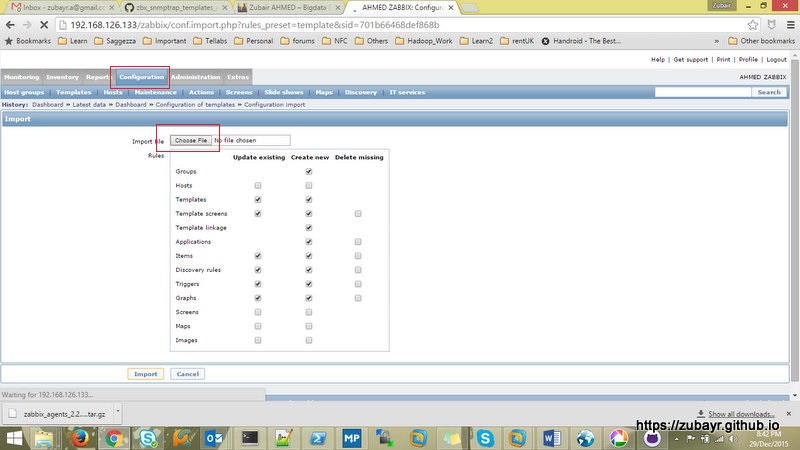 Inbox - zubayr.a@gmail.co
zbx_snmptrap_templates_
Zubair AHMED ~ Bigdata |
AHMED ZABBIX: Configu
Zubair
192.168.126.133/zabbix/conf.import.php?rules_preset=template&sid=701b66468def868b
Bookmarks Learn Saggezza Important Tellabs Personal forums NFC Others Hadoop_Work Learn2 rentUK Handroid - The Best... Other bookmarks
Help | Get support | Print | Profile | Logout
Monitoring Inventory Reports Configuration Administration Extras AHMED ZABBIX
Host groups Templates Hosts Maintenance Actions Screens Slide shows Maps Discovery IT services Search
History: Dashboard » Latest data » Dashboard » Configuration of templates » Configuration import
Import
Import file Choose File No file chosen
Rules
Update existing Create new Delete missing
Groups
Hosts
Templates
Template screens
Template linkage
Applications
Items
Discovery rules
Triggers
Graphs
Screens
Maps
Images
Import Cancel
Waiting for 192.168.126.133...
zabbix_agents_2.2.....tar.gz
Show all downloads...
https://zubayr.github.io
MP
8:42 PM
29/Dec/2015